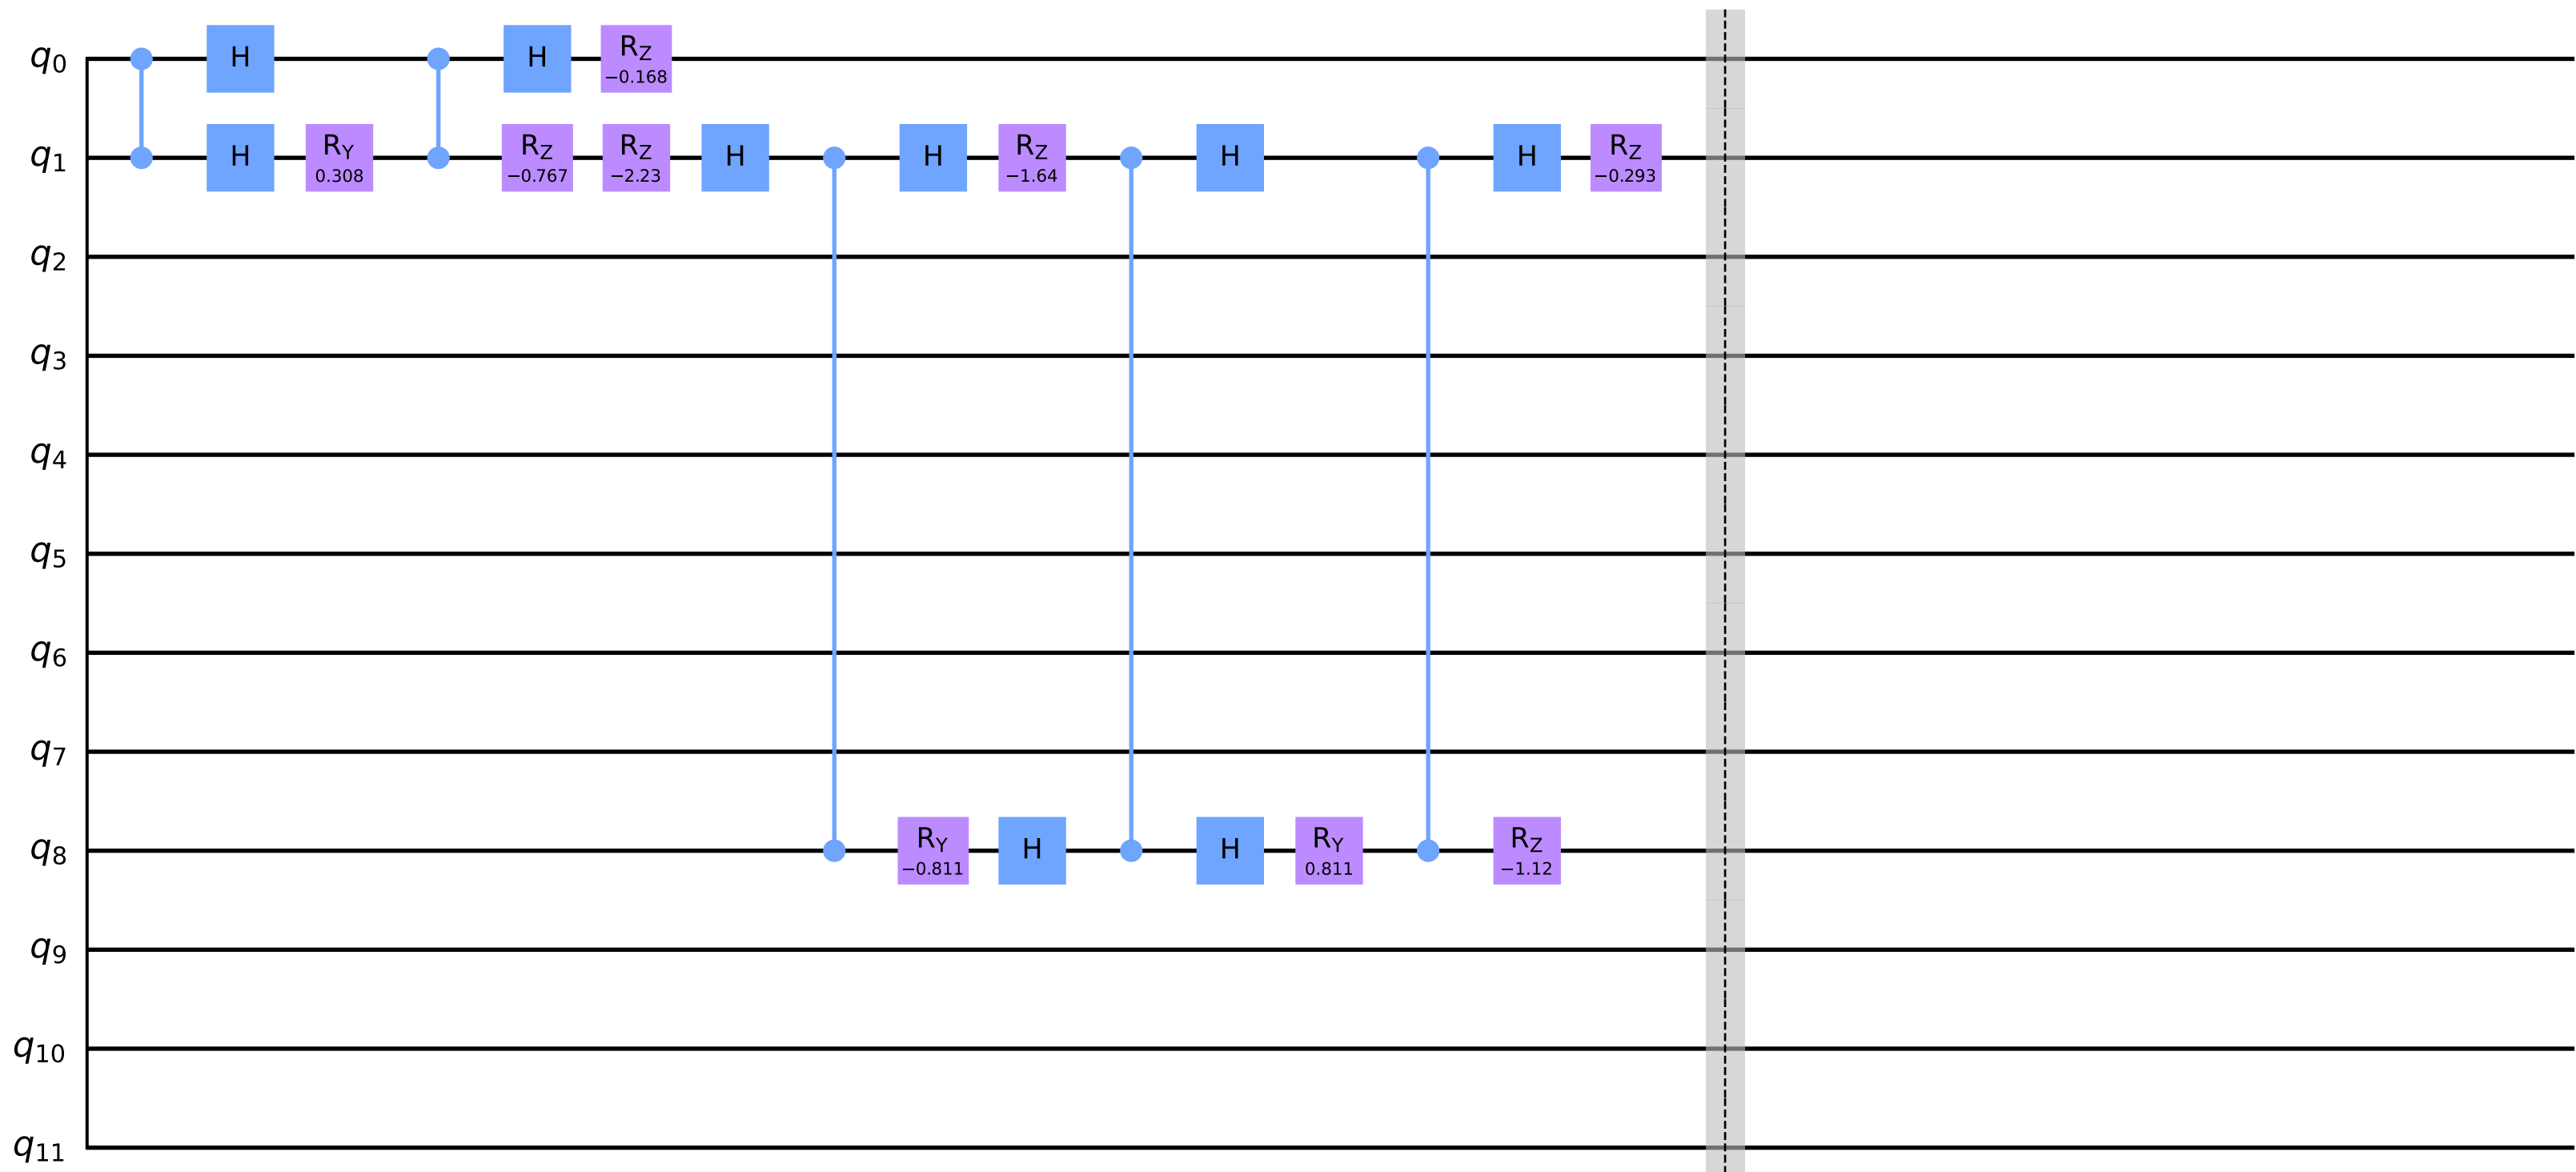 q0 H H RZ −0.168
q1 H RY 0.308 RZ −0.767 RZ −2.23 H H RZ −1.64 H H RZ −0.293
q2
q3
q4
q5
q6
q7
q8 RY −0.811 H H RY 0.811 RZ −1.12
q9
q10
q11